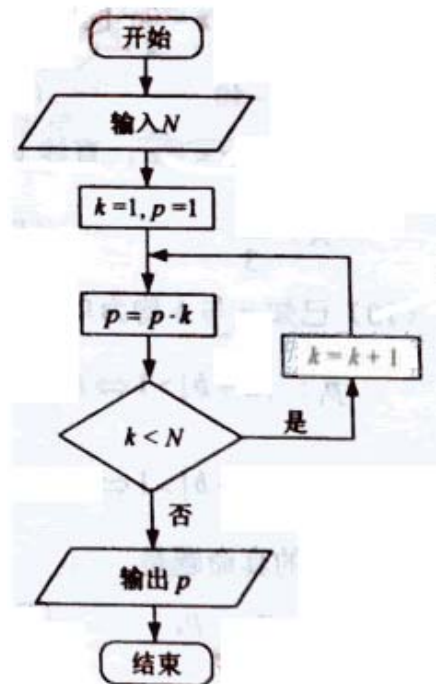 开始
输入N
k=1, p=1
p=p·k
k=k+1
k<N
是
否
输出p
结束